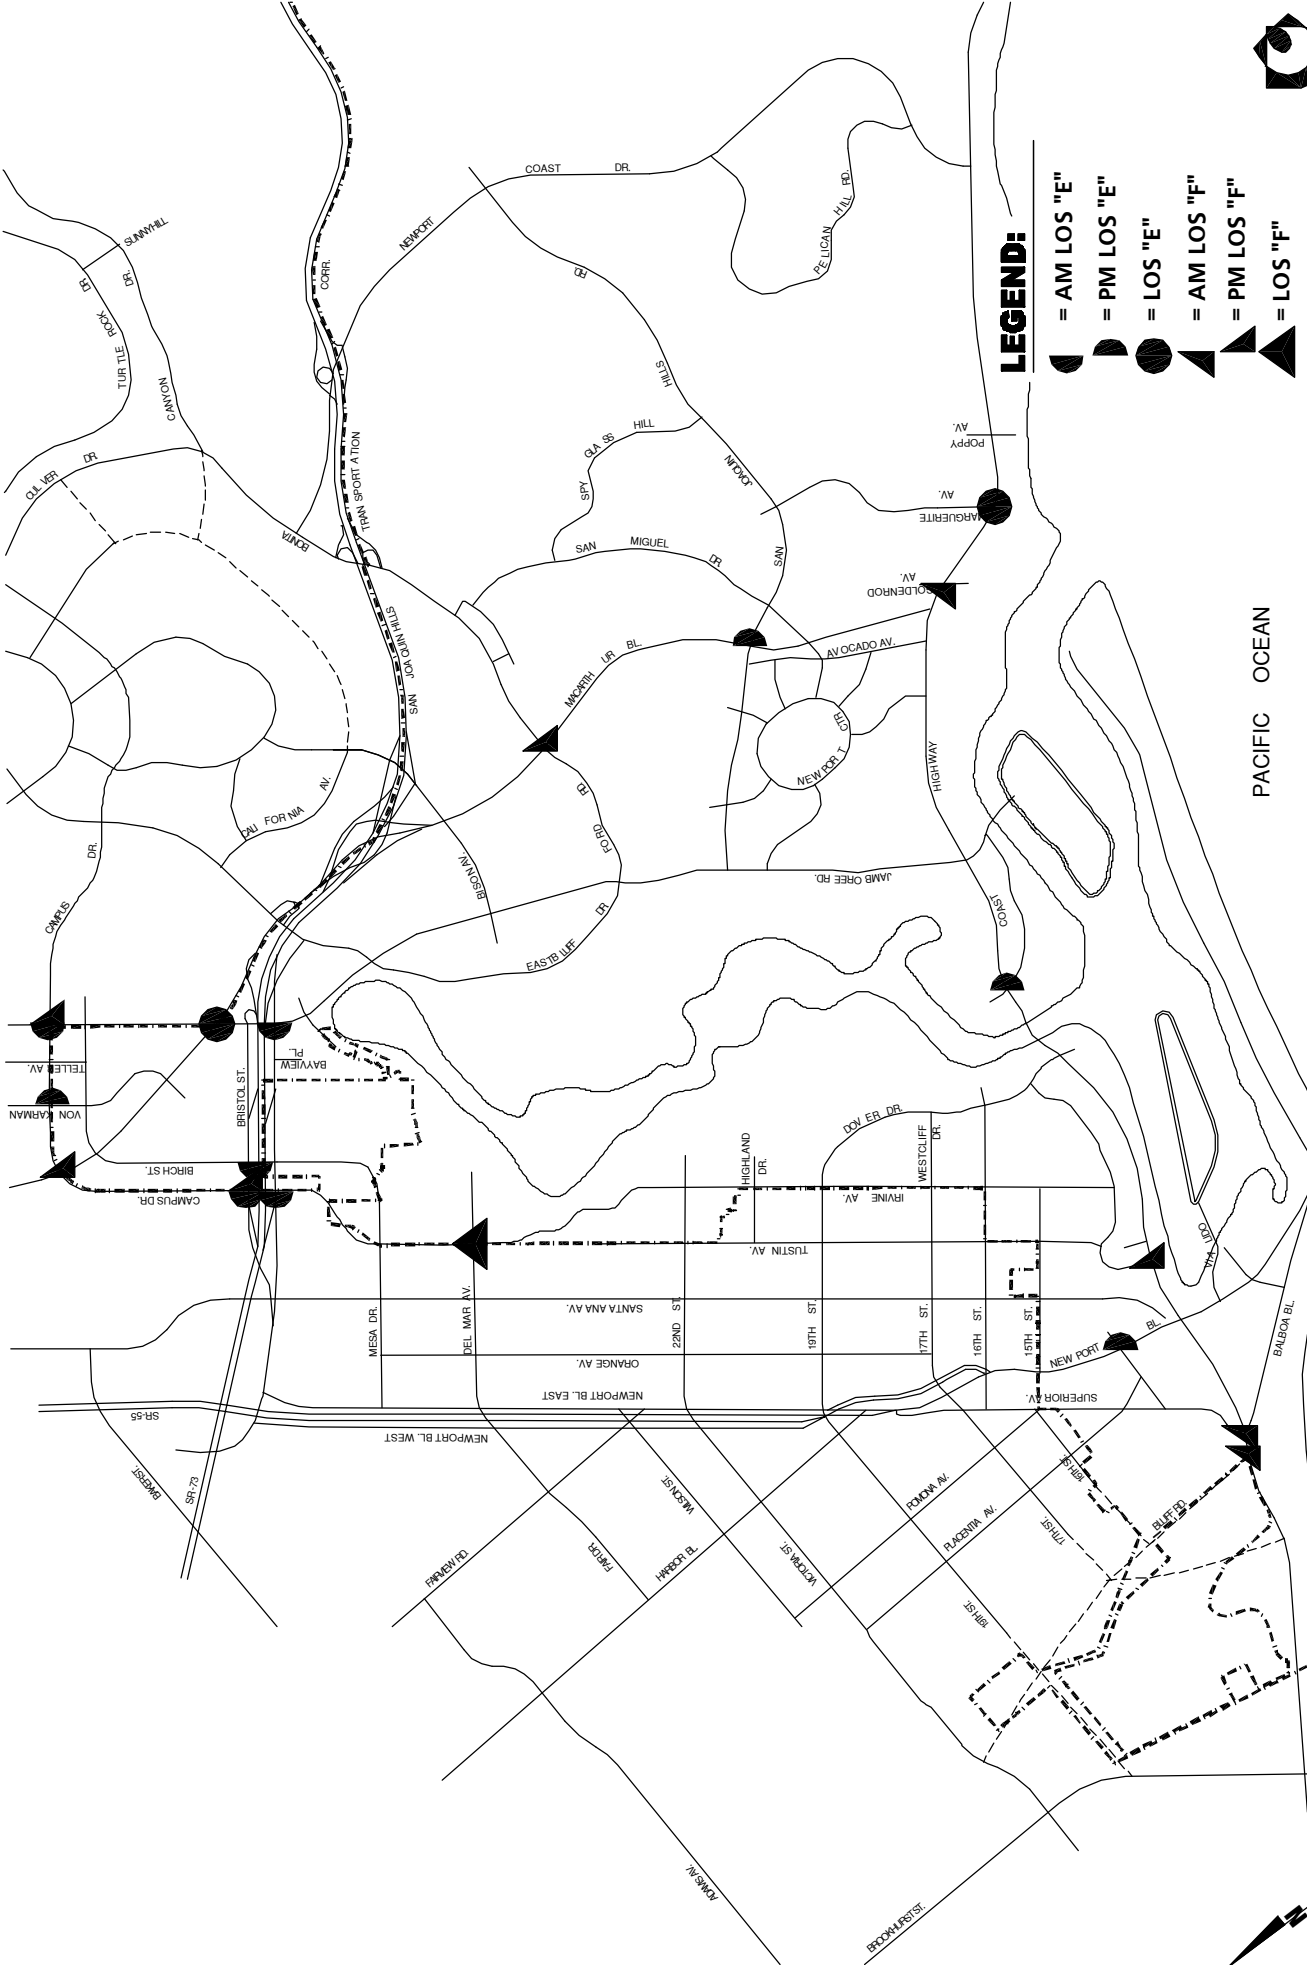 LEGEND:
= AM LOS "E"
= PM LOS "E"
= LOS "E"
= AM LOS "F"
= PM LOS "F"
= LOS "F"
PACIFIC OCEAN
N
SUNNYHILL
DR.
TURTLE ROCK DR.
CANYON
CULVER DR.
BONITA
CORR.
TRANSPORTATION
SAN JOAQUIN HILLS
NEWPORT COAST DR.
PELICAN HILL RD.
SAN JOAQUIN HILLS RD
SPY GLASS HILL
SAN MIGUEL DR.
MACARTHUR BL.
AVOCADO AV.
NEWPORT CTR
GOLDENROD AV.
MARGUERITE AV.
POPPY AV.
COAST HIGHWAY
JAMBOREE RD.
FORD RD
EASTBLUFF DR
BISON AV.
CALIFORNIA AV.
CAMPUS DR.
TELLER AV.
VON KARMAN
BRISTOL ST.
BAYVIEW PL.
BIRCH ST.
CAMPUS DR.
HIGHLAND DR.
DOVER DR.
WESTCLIFF DR.
IRVINE AV.
TUSTIN AV.
SANTA ANA AV.
ORANGE AV.
MESA DR.
DEL MAR AV.
22ND ST.
19TH ST.
17TH ST.
16TH ST.
15TH ST.
NEWPORT BL.
VIA LIDO
BALBOA BL.
SUPERIOR AV.
NEWPORT BL. EAST
NEWPORT BL. WEST
SR-55
SR-73
BAKER ST.
FAIRVIEW RD.
FAIR DR.
WILSON ST.
HARBOR BL.
VICTORIA ST.
POMONA AV.
PLACENTIA AV.
16TH ST.
17TH ST.
19TH ST.
BLUFF RD.
ADAMS AV.
BROOKHURST ST.